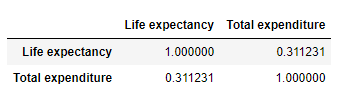 Life expectancy Total expenditure
Life expectancy 1.000000 0.311231
Total expenditure 0.311231 1.000000